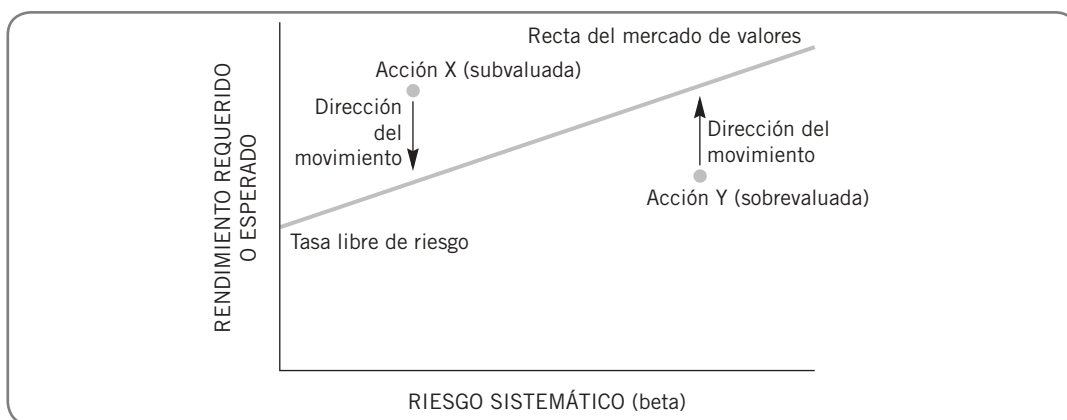 Recta del mercado de valores
Acción X (subvaluada)
Dirección
del
movimiento
Dirección del
movimiento
Acción Y (sobrevaluada)
Tasa libre de riesgo
RENDIMIENTO REQUERIDO
O ESPERADO
RIESGO SISTEMÁTICO (beta)